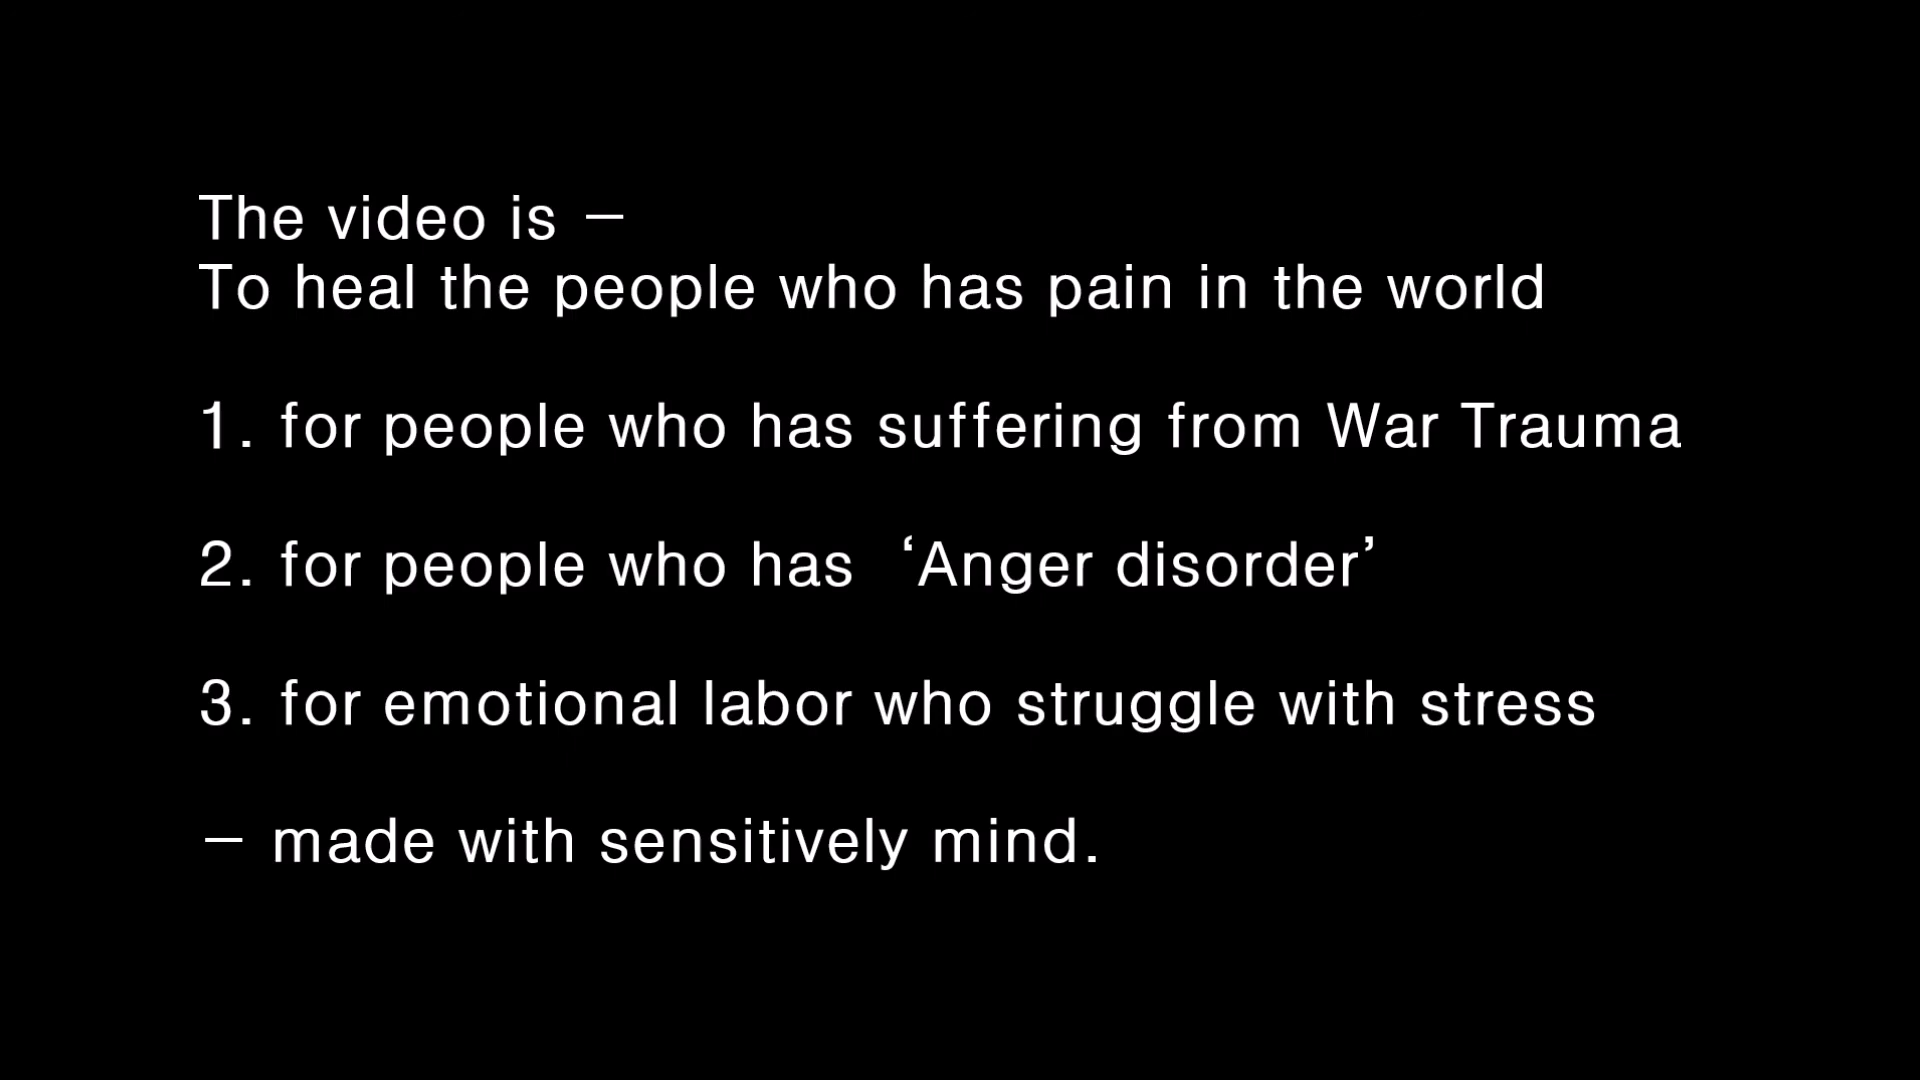 The video is –
To heal the people who has pain in the world
1. for people who has suffering from War Trauma
2. for people who has ‘Anger disorder’
3. for emotional labor who struggle with stress
– made with sensitively mind.